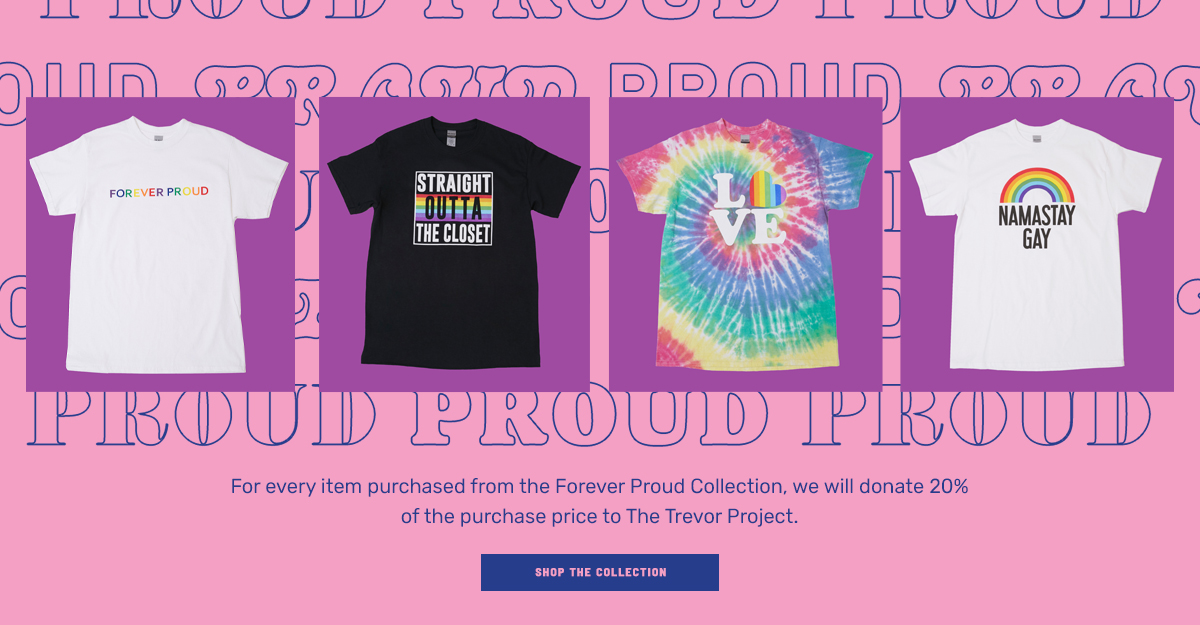 PROUD PROUD PROUD
PROUD PROUD PROUD
FOREVER PROUD
STRAIGHT
OUTTA
THE CLOSET
LOVE
NAMASTAY
GAY
PROUD PROUD PROUD
For every item purchased from the Forever Proud Collection, we will donate 20%
of the purchase price to The Trevor Project.
SHOP THE COLLECTION